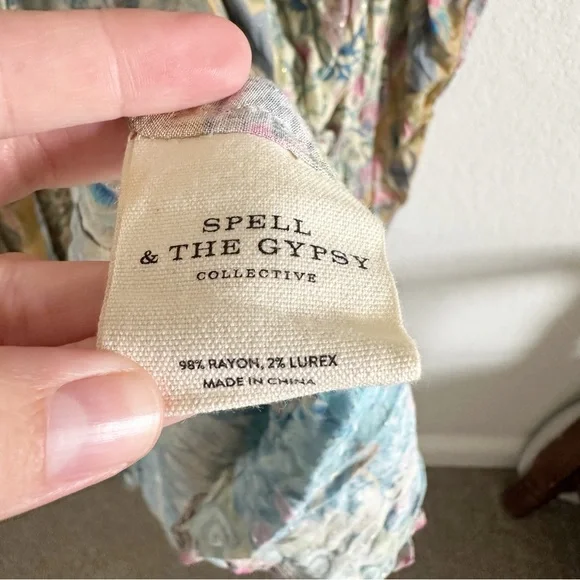 SPELL
& THE GYPSY
COLLECTIVE
98% RAYON, 2% LUREX
MADE IN CHINA